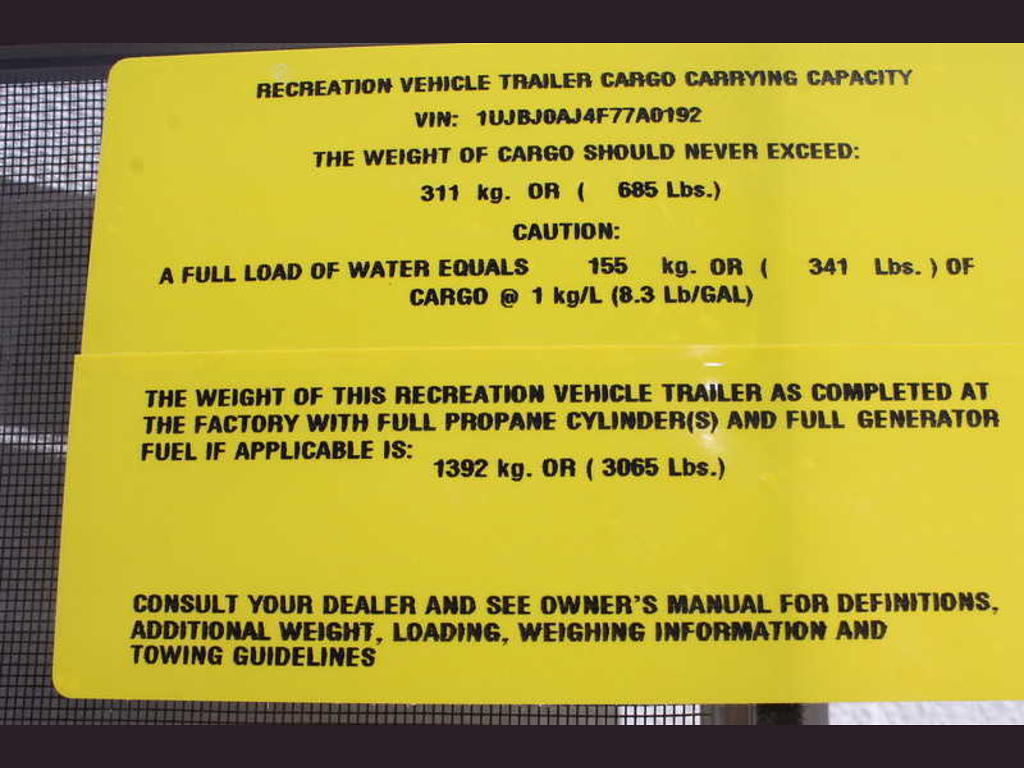 RECREATION VEHICLE TRAILER CARGO CARRYING CAPACITY
VIN: 1UJBJ0AJ4F77A0192
THE WEIGHT OF CARGO SHOULD NEVER EXCEED:
311 kg. OR ( 685 Lbs.)
CAUTION:
A FULL LOAD OF WATER EQUALS 155 kg. OR ( 341 Lbs. ) OF
CARGO @ 1 kg/L (8.3 Lb/GAL)
THE WEIGHT OF THIS RECREATION VEHICLE TRAILER AS COMPLETED AT
THE FACTORY WITH FULL PROPANE CYLINDER(S) AND FULL GENERATOR
FUEL IF APPLICABLE IS:
1392 kg. OR ( 3065 Lbs.)
CONSULT YOUR DEALER AND SEE OWNER'S MANUAL FOR DEFINITIONS,
ADDITIONAL WEIGHT, LOADING, WEIGHING INFORMATION AND
TOWING GUIDELINES